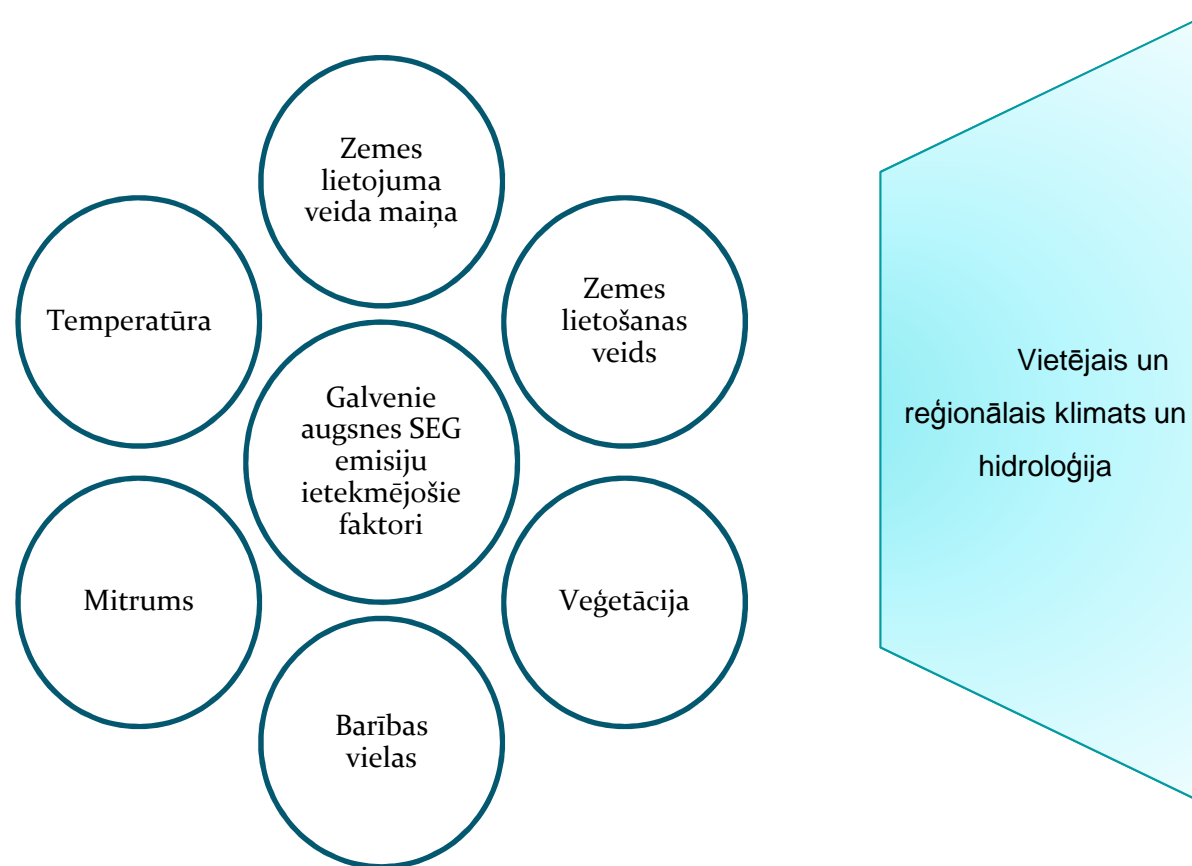 Zemes
lietojuma
veida maiņa
Temperatūra
Zemes
lietošanas
veids
Galvenie
augsnes SEG
emisiju
ietekmējošie
faktori
Mitrums
Veģetācija
Barības
vielas
Vietējais un
reģionālais klimats un
hidroloģija